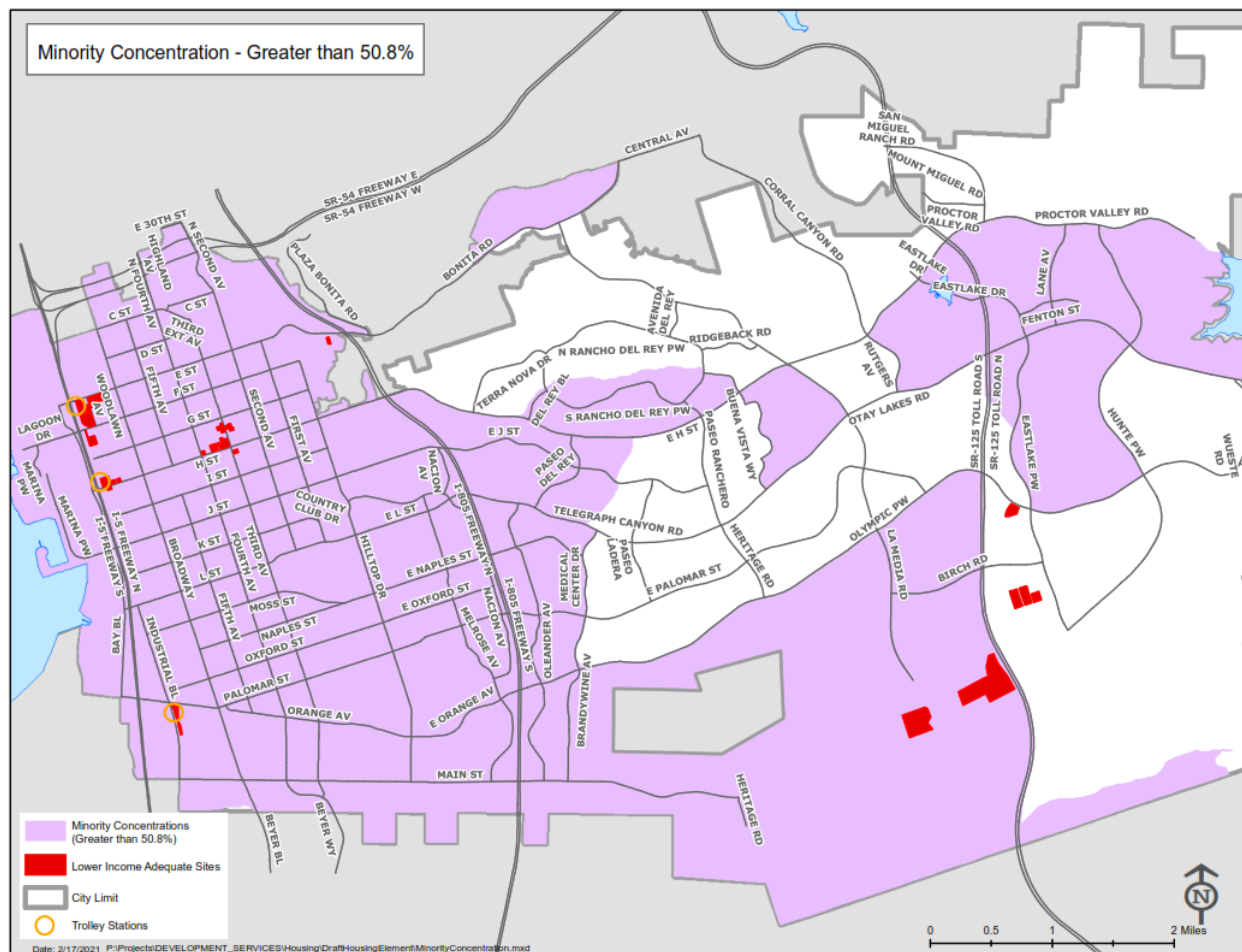 Minority Concentration - Greater than 50.8%
SAN
MIGUEL
RANCH RD
MOUNT MIGUEL RD
CENTRAL AV
SR-54 FREEWAY E
SR-54 FREEWAY W
CORRAL CANYON RD
PROCTOR
VALLEY RD
PROCTOR VALLEY RD
E 30TH ST
N SECOND AV
HIGHLAND
AV
N FOURTH AV
PLAZA BONITA RD
BONITA RD
EASTLAKE
DR
EASTLAKE DR
LANE AV
FENTON ST
C ST
THIRD
EXT AV
AVENIDA
DEL REY
RIDGEBACK RD
N RANCHO DEL REY PW
RUTGERS
AV
SR-125 TOLL ROAD S
SR-125 TOLL ROAD N
D ST
E ST
F ST
WOODLAWN
AV
FIFTH AV
TERRA NOVA DR
DEL REY BL
BUENA VISTA WY
S RANCHO DEL REY PW
OTAY LAKES RD
HUNTE PW
LAGOON
DR
G ST
SECOND AV
FIRST AV
E J ST
E H ST
PASEO RANCHERO
EASTLAKE PW
WUESTE
RD
MARINA
PW
H ST
I ST
NACION
AV
PASEO
DEL REY
MARINA PW
I-5 FREEWAY S
I-5 FREEWAY N
J ST
COUNTRY
CLUB DR
E L ST
I-805 FREEWAY N
TELEGRAPH CANYON RD
OLYMPIC PW
K ST
BROADWAY
THIRD AV
FOURTH AV
HILLTOP DR
MEDICAL
CENTER DR
PASEO
LADERA
HERITAGE RD
LA MEDIA RD
BIRCH RD
L ST
E NAPLES ST
E PALOMAR ST
BAY BL
MOSS ST
FIFTH AV
E OXFORD ST
NACION AV
I-805 FREEWAY S
OLEANDER AV
INDUSTRIAL BL
NAPLES ST
OXFORD ST
MELROSE AV
BRANDYWINE AV
PALOMAR ST
ORANGE AV
E ORANGE AV
MAIN ST
HERITAGE RD
BEYER BL
BEYER WY
Minority Concentrations
(Greater than 50.8%)
Lower Income Adequate Sites
City Limit
Trolley Stations
N
0 0.5 1 2 Miles
Date: 2/17/2021 P:\Projects\DEVELOPMENT_SERVICES\Housing\DraftHousingElement\MinorityConcentration.mxd